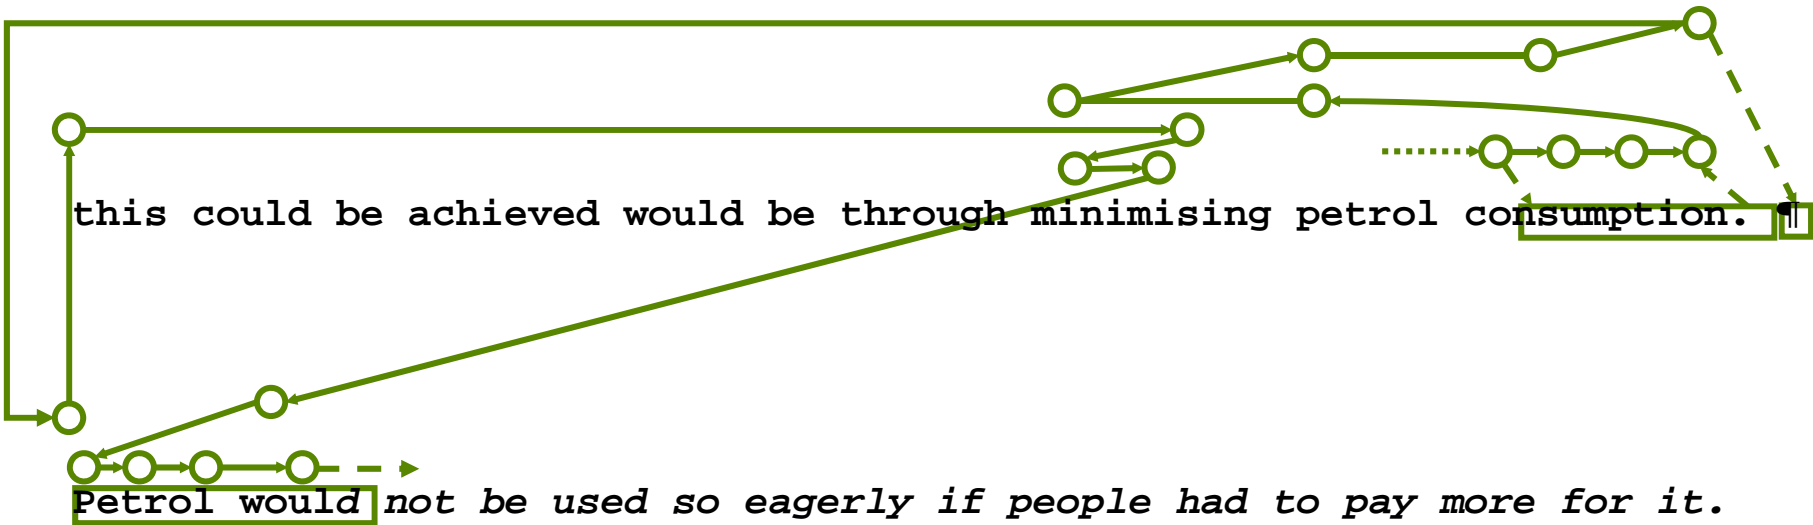 this could be achieved would be through minimising petrol consumption. ¶
Petrol would not be used so eagerly if people had to pay more for it.